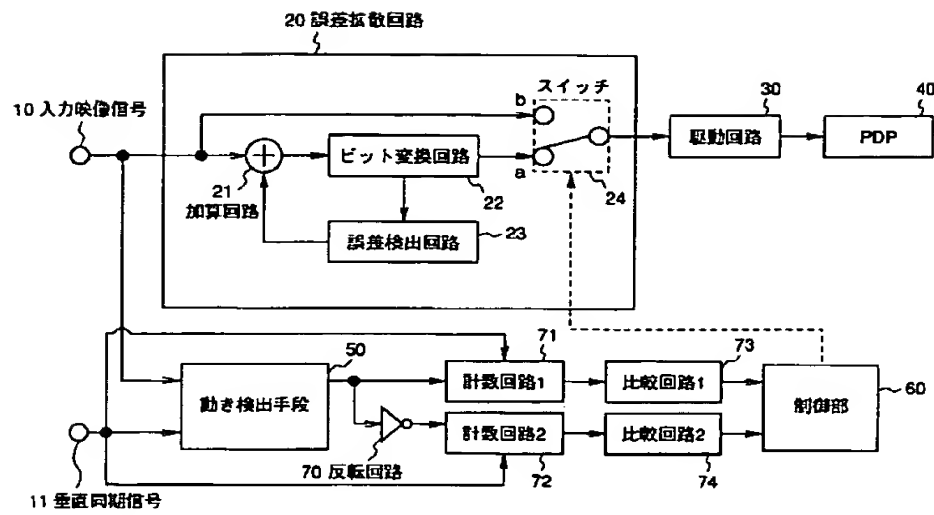 20 誤差拡散回路
10 入力映像信号
スイッチ
b
a
30
駆動回路
40
PDP
ビット変換回路
21
加算回路
22
24
誤差検出回路
23
50
動き検出手段
71
計数回路1
73
比較回路1
制御部
60
計数回路2
比較回路2
70 反転回路
72
74
11 垂直同期信号